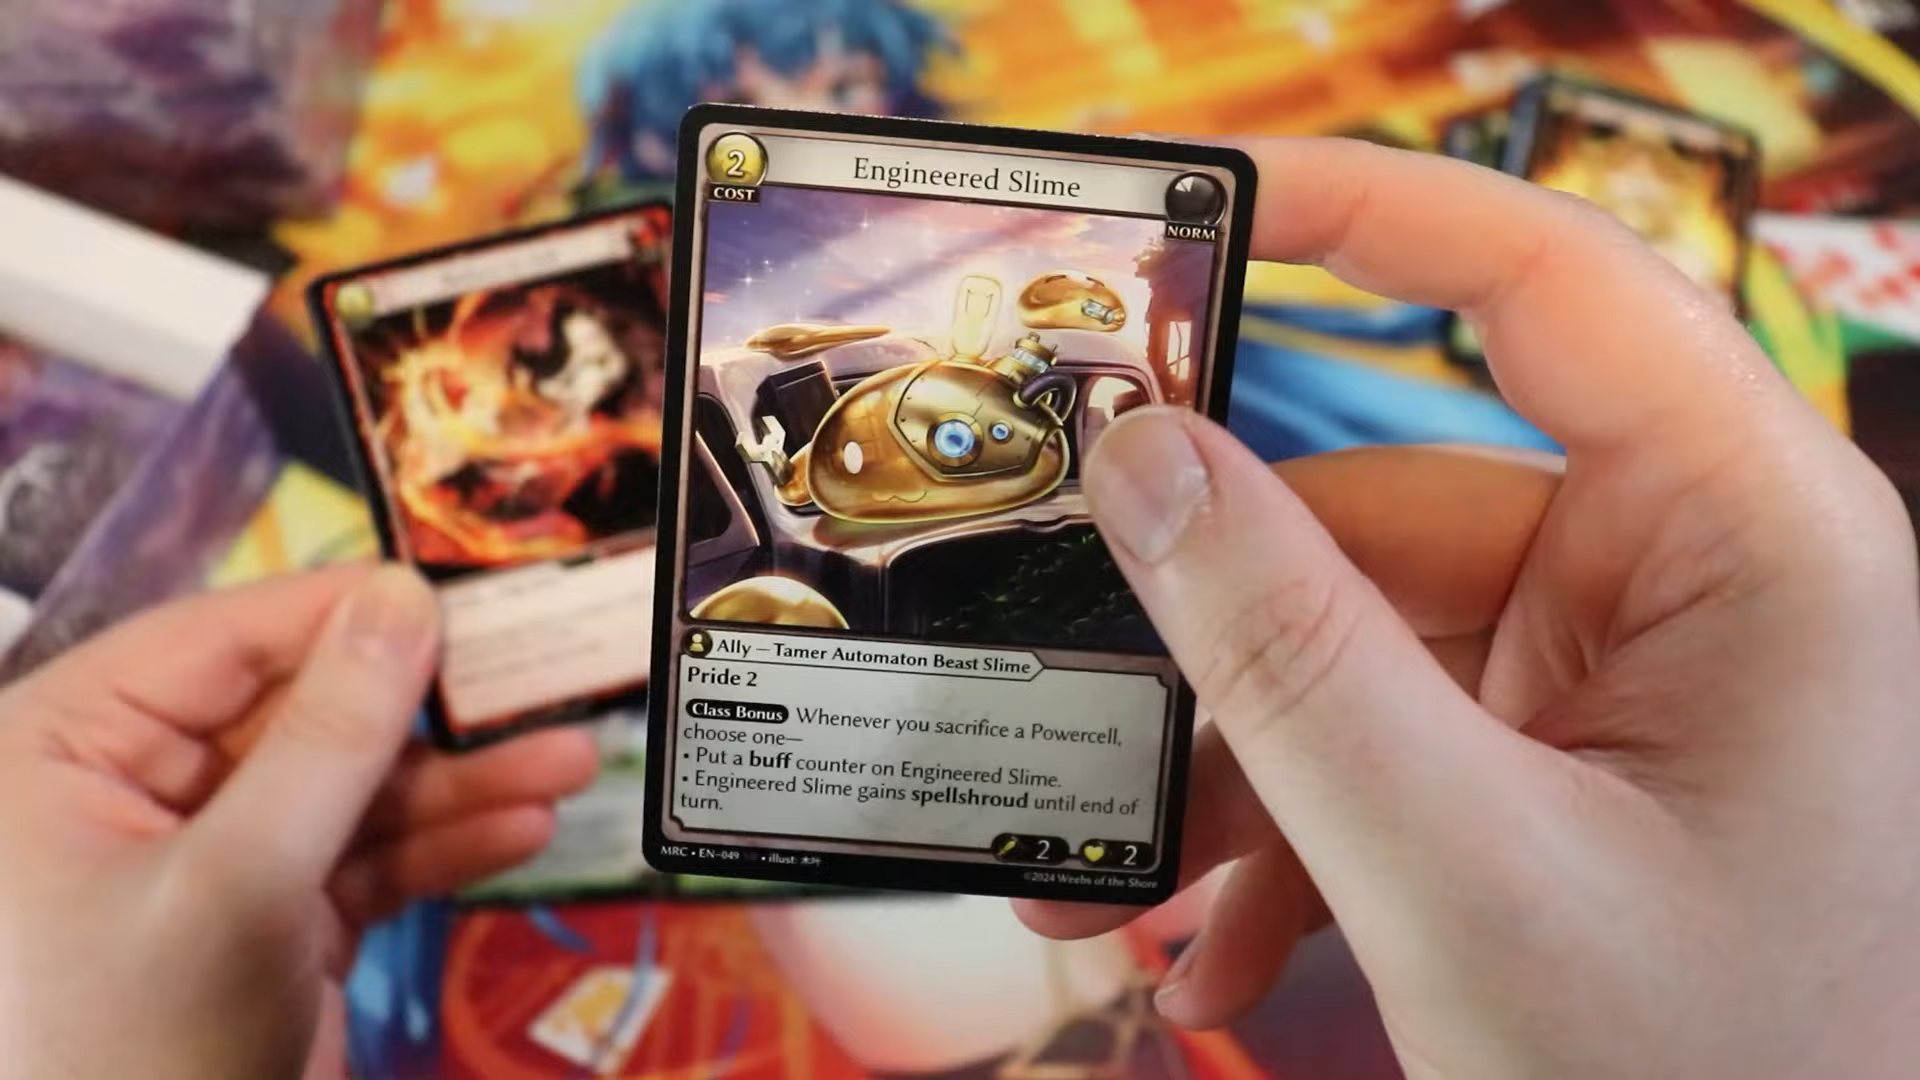 2
COST
Engineered Slime
NORM
Ally — Tamer Automaton Beast Slime
Pride 2
Class Bonus Whenever you sacrifice a Powercell,
choose one—
• Put a buff counter on Engineered Slime.
• Engineered Slime gains spellshroud until end of
turn.
2 2
MRC • EN-049 • illust: 木叶
©2024 Weebs of the Shore